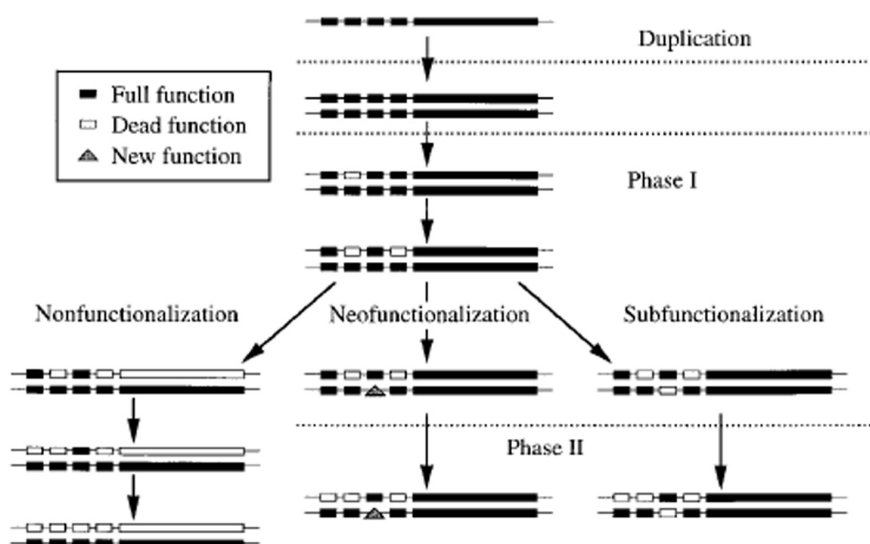 Duplication
Full function
Dead function
New function
Phase I
Nonfunctionalization
Neofunctionalization
Subfunctionalization
Phase II